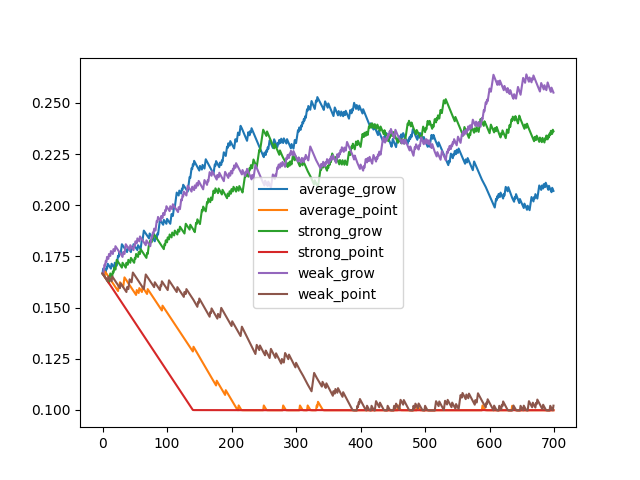 0.250
0.225
0.200
0.175
0.150
0.125
0.100
average_grow
average_point
strong_grow
strong_point
weak_grow
weak_point
0 100 200 300 400 500 600 700